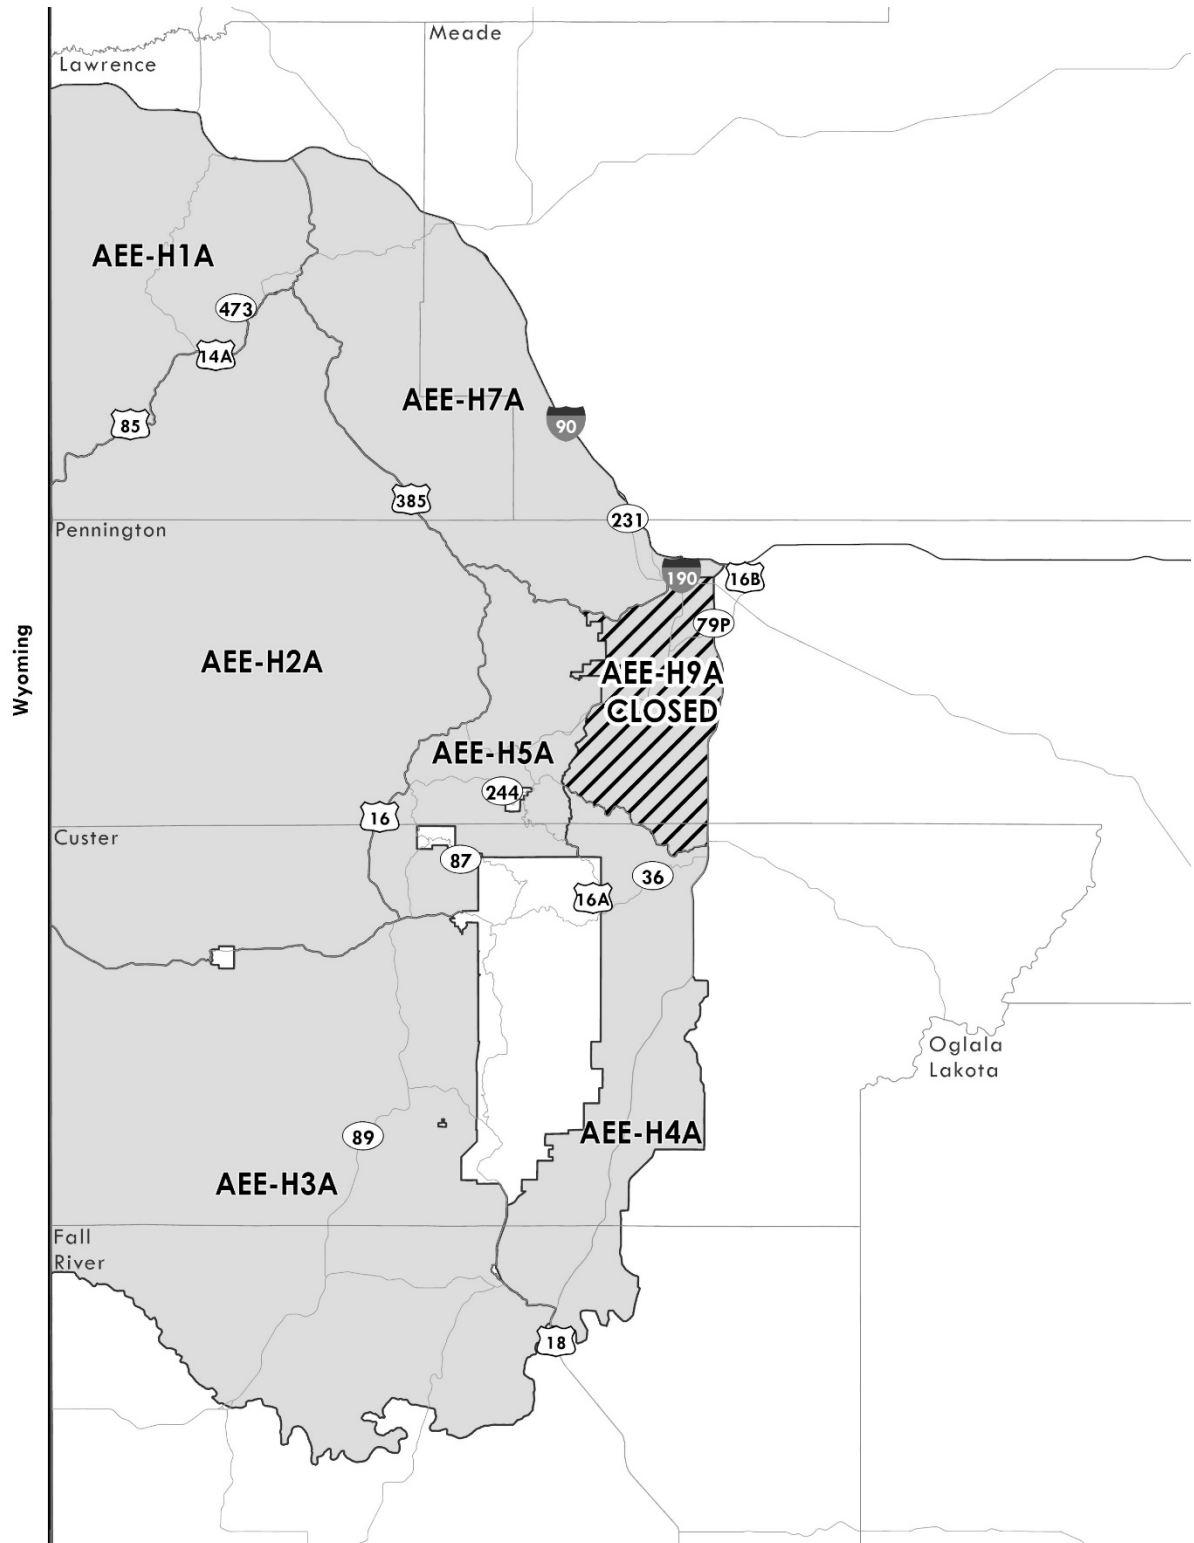 Meade
Lawrence
AEE-H1A
473
14A
AEE-H7A
85
90
385
231
Pennington
190
16B
79P
Wyoming
AEE-H2A
AEE-H9A
CLOSED
AEE-H5A
244
16
Custer
87
36
16A
Oglala
Lakota
89
AEE-H4A
AEE-H3A
Fall
River
18